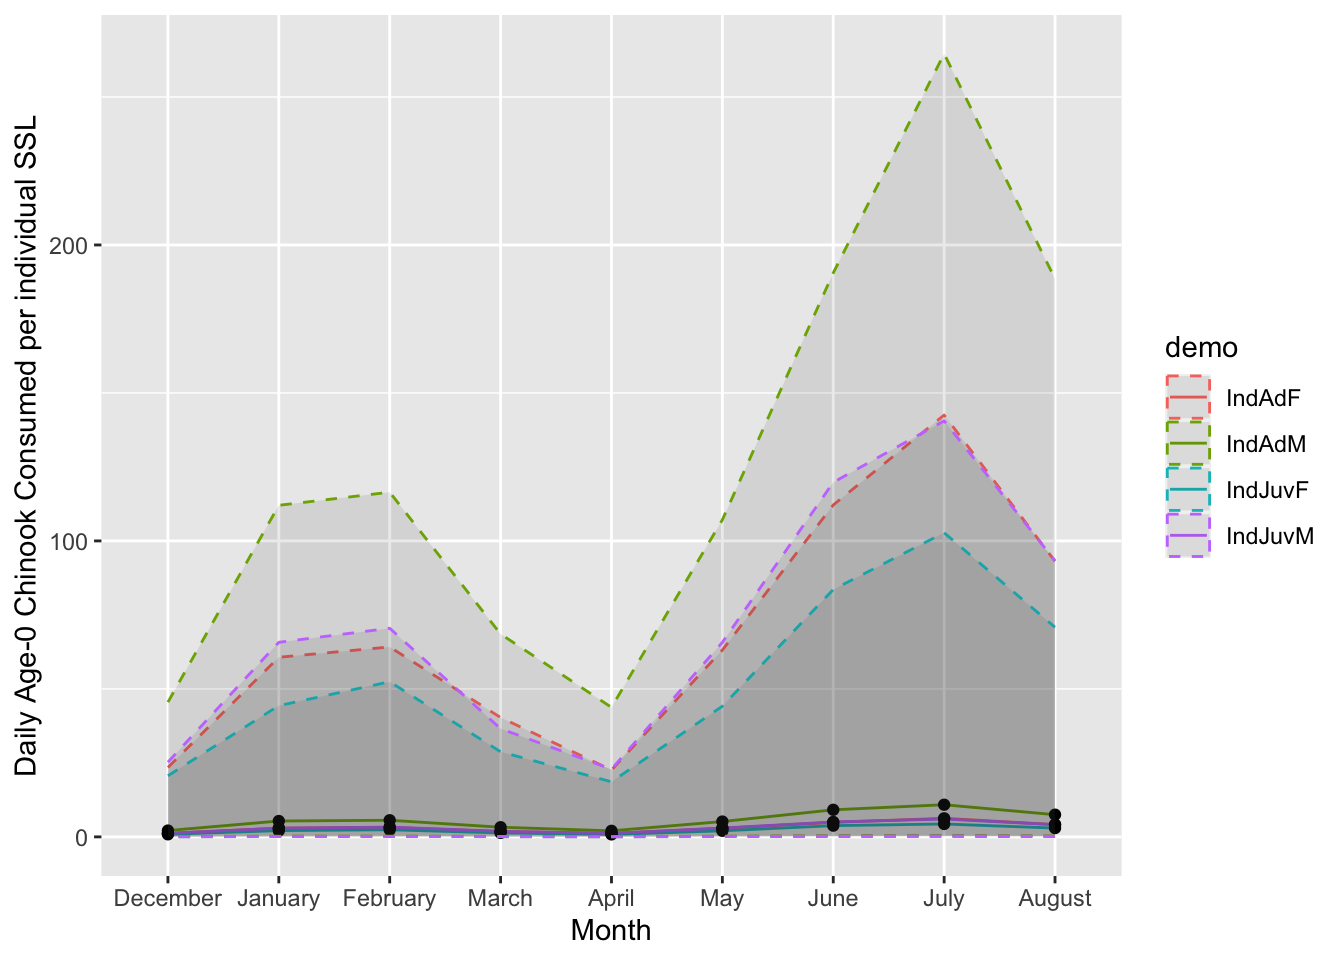 Daily Age-0 Chinook Consumed per individual SSL
200
100
0
December January February March April May June July August
Month
demo
IndAdF
IndAdM
IndJuvF
IndJuvM